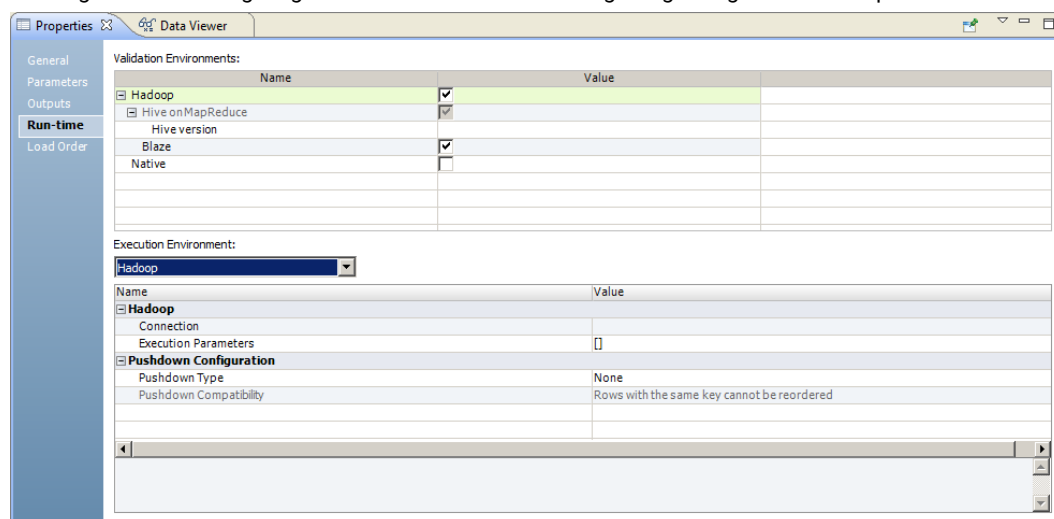 Properties
Data Viewer
General
Parameters
Outputs
Run-time
Load Order
Validation Environments:
Name Value
Hadoop
Hive on MapReduce
Hive version
Blaze
Native
Execution Environment:
Hadoop
Name Value
Hadoop
Connection
Execution Parameters []
Pushdown Configuration
Pushdown Type None
Pushdown Compatibility Rows with the same key cannot be reordered